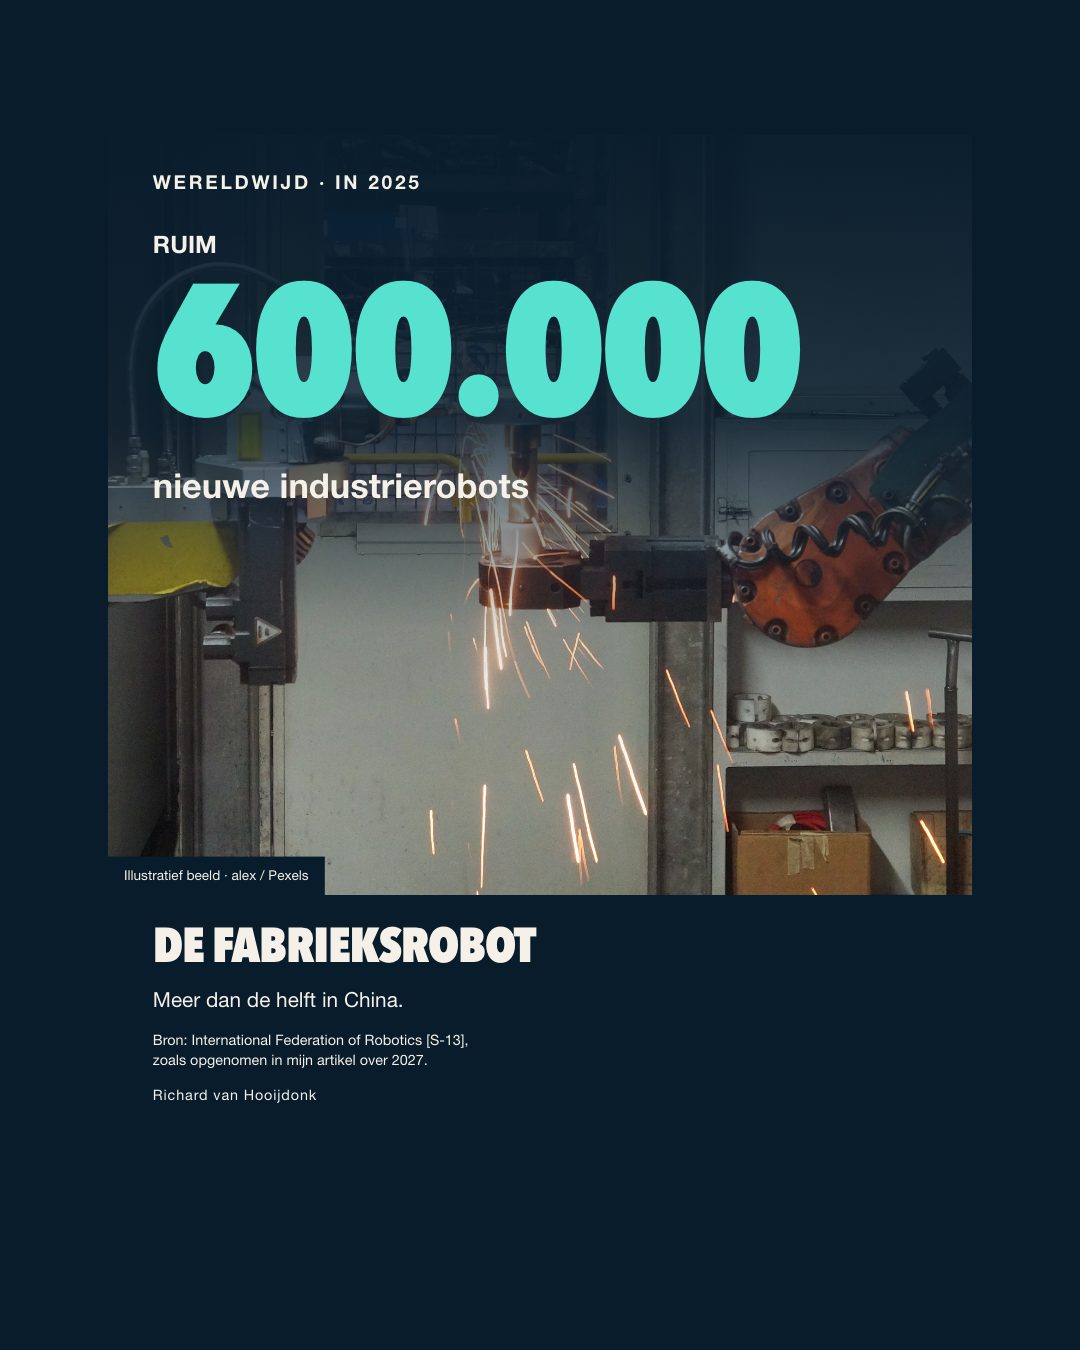 WERELDWIJD · IN 2025
RUIM
600.000
nieuwe industrierobots
Illustratief beeld · alex / Pexels
DE FABRIEKSROBOT
Meer dan de helft in China.
Bron: International Federation of Robotics [S-13],
zoals opgenomen in mijn artikel over 2027.
Richard van Hooijdonk